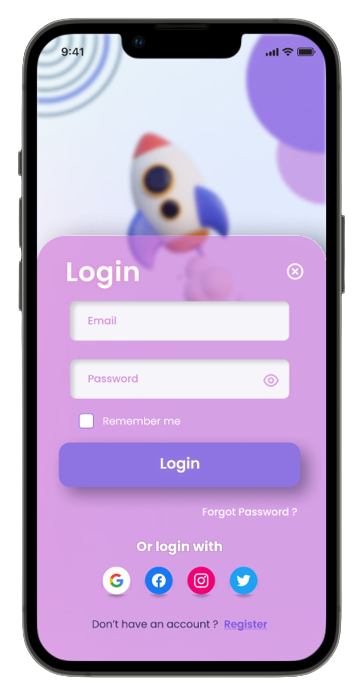 9:41
Login
Email
Password
Remember me
Login
Forgot Password ?
Or login with
Don't have an account ? Register